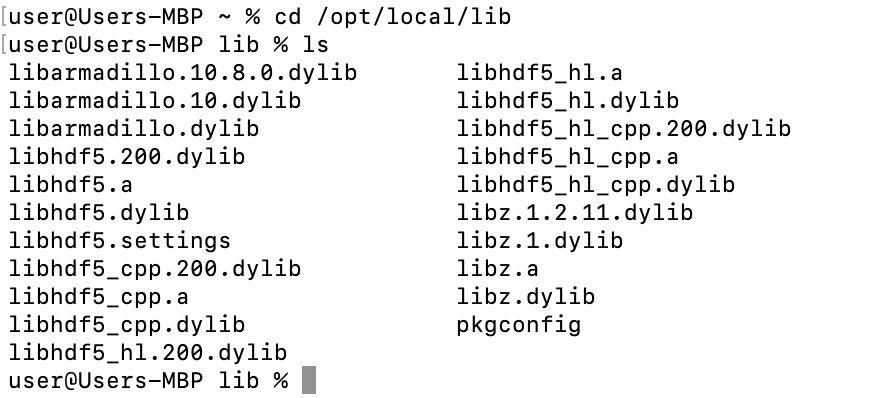 [user@Users-MBP ~ % cd /opt/local/lib
[user@Users-MBP lib % ls
libarmadillo.10.8.0.dylib libhdf5_hl.a
libarmadillo.10.dylib libhdf5_hl.dylib
libarmadillo.dylib libhdf5_hl_cpp.200.dylib
libhdf5.200.dylib libhdf5_hl_cpp.a
libhdf5.a libhdf5_hl_cpp.dylib
libhdf5.dylib libz.1.2.11.dylib
libhdf5.settings libz.1.dylib
libhdf5_cpp.200.dylib libz.a
libhdf5_cpp.a libz.dylib
libhdf5_cpp.dylib pkgconfig
libhdf5_hl.200.dylib
user@Users-MBP lib %